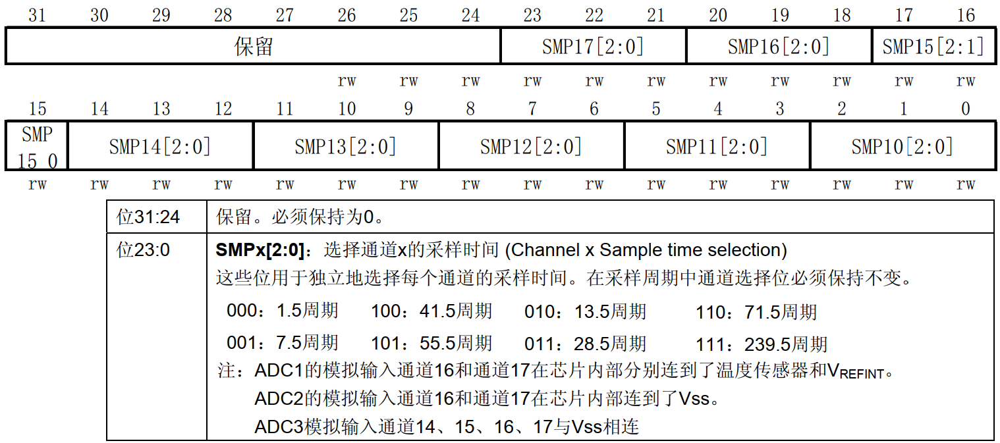 31 30 29 28 27 26 25 24 23 22 21 20 19 18 17 16
保留 SMP17[2:0] SMP16[2:0] SMP15[2:1]
rw rw rw rw rw rw rw rw rw rw rw
15 14 13 12 11 10 9 8 7 6 5 4 3 2 1 0
SMP
15 0 SMP14[2:0] SMP13[2:0] SMP12[2:0] SMP11[2:0] SMP10[2:0]
rw rw rw rw rw rw rw rw rw rw rw rw rw rw rw rw
位31:24 保留。必须保持为0。
位23:0 SMPx[2:0]：选择通道x的采样时间 (Channel x Sample time selection)
这些位用于独立地选择每个通道的采样时间。在采样周期中通道选择位必须保持不变。
000：1.5周期 100：41.5周期 010：13.5周期 110：71.5周期
001：7.5周期 101：55.5周期 011：28.5周期 111：239.5周期
注：ADC1的模拟输入通道16和通道17在芯片内部分别连到了温度传感器和VREFINT。
ADC2的模拟输入通道16和通道17在芯片内部连到了Vss。
ADC3模拟输入通道14、15、16、17与Vss相连